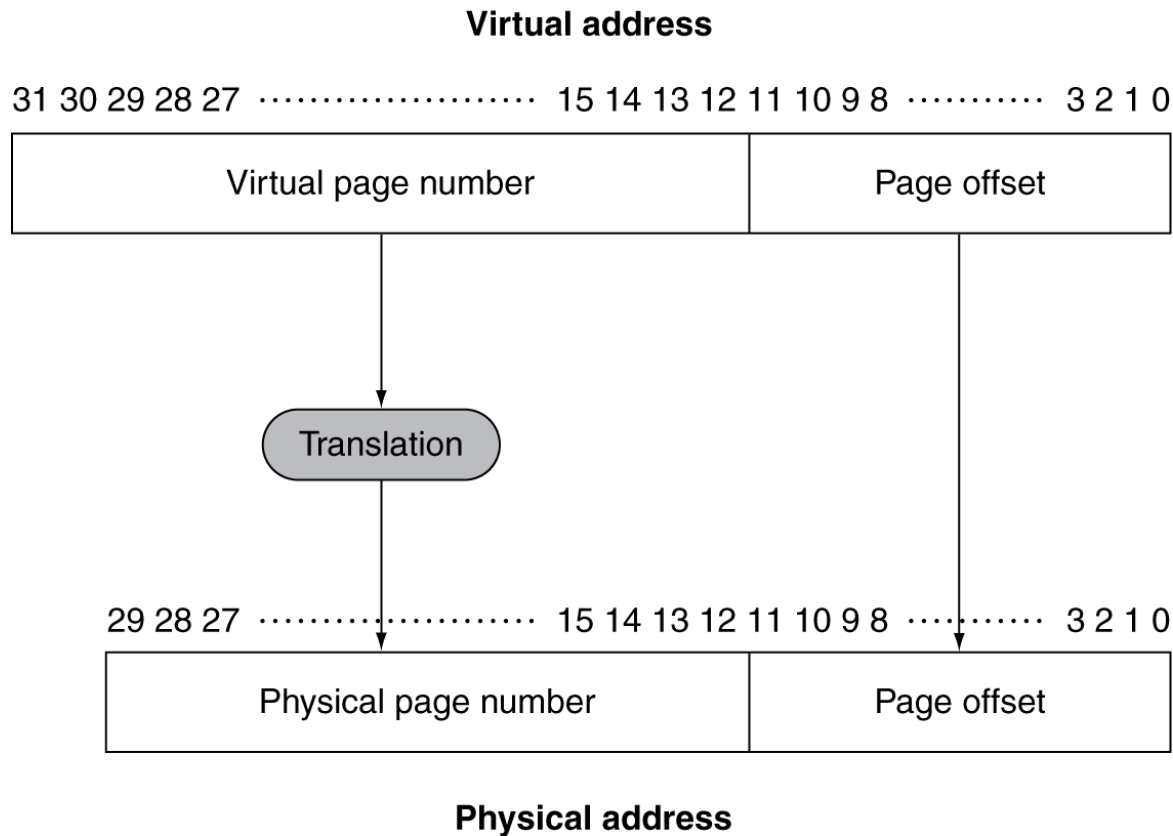 Virtual address
31 30 29 28 27 ······················ 15 14 13 12 11 10 9 8 ··········· 3 2 1 0
Virtual page number Page offset
Translation
29 28 27 ······················ 15 14 13 12 11 10 9 8 ··········· 3 2 1 0
Physical page number Page offset
Physical address